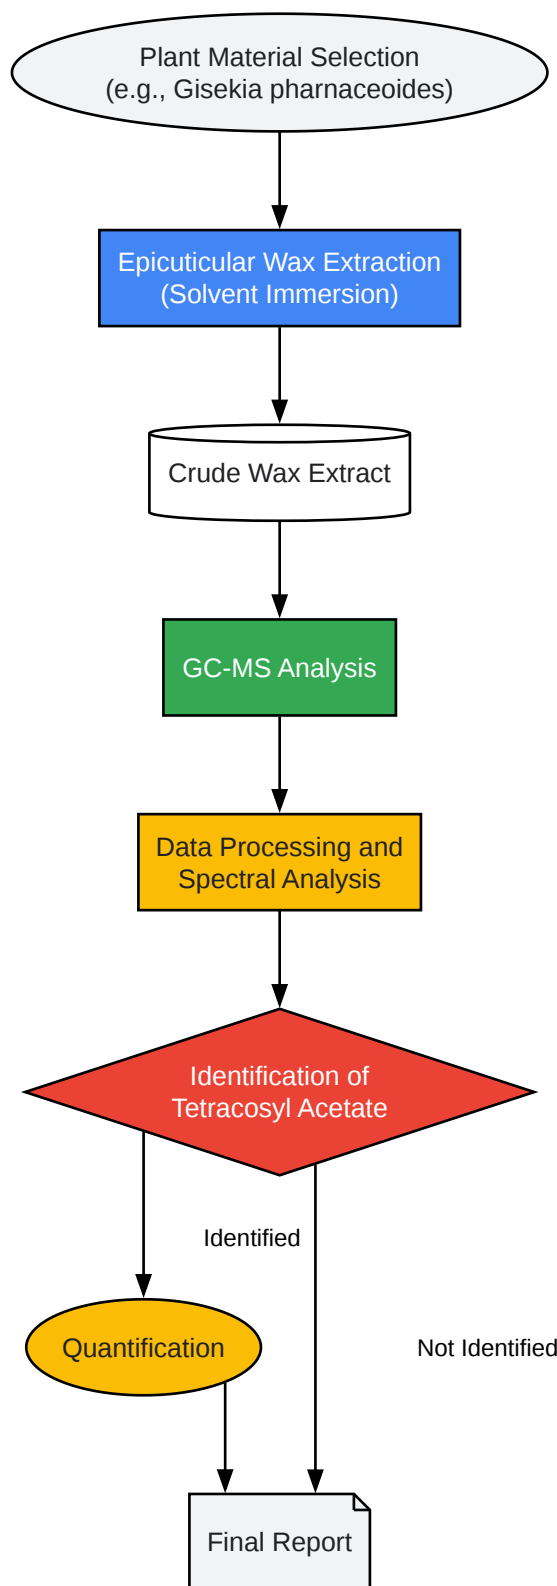 Plant Material Selection
(e.g., Gisekia pharnaceoides)
Epicuticular Wax Extraction
(Solvent Immersion)
Crude Wax Extract
GC-MS Analysis
Data Processing and
Spectral Analysis
Identification of
Tetracosyl Acetate
Identified
Quantification
Not Identified
Final Report